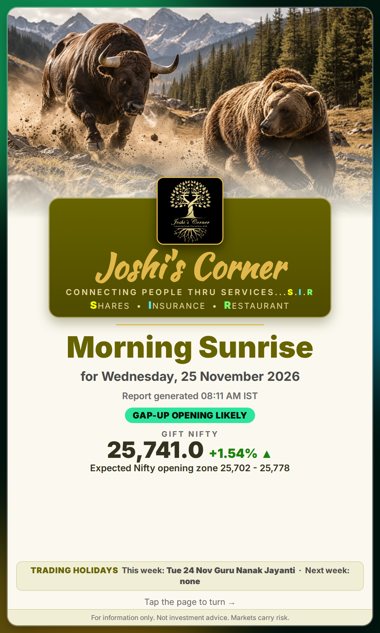 Joshi's Corner
Joshi's Corner
CONNECTING PEOPLE THRU SERVICES...S.I.R
SHARES • INSURANCE • RESTAURANT
Morning Sunrise
for Wednesday, 25 November 2026
Report generated 08:11 AM IST
GAP-UP OPENING LIKELY
GIFT NIFTY
25,741.0 +1.54% ▲
Expected Nifty opening zone 25,702 - 25,778
TRADING HOLIDAYS This week: Tue 24 Nov Guru Nanak Jayanti · Next week:
none
Tap the page to turn →
For information only. Not investment advice. Markets carry risk.